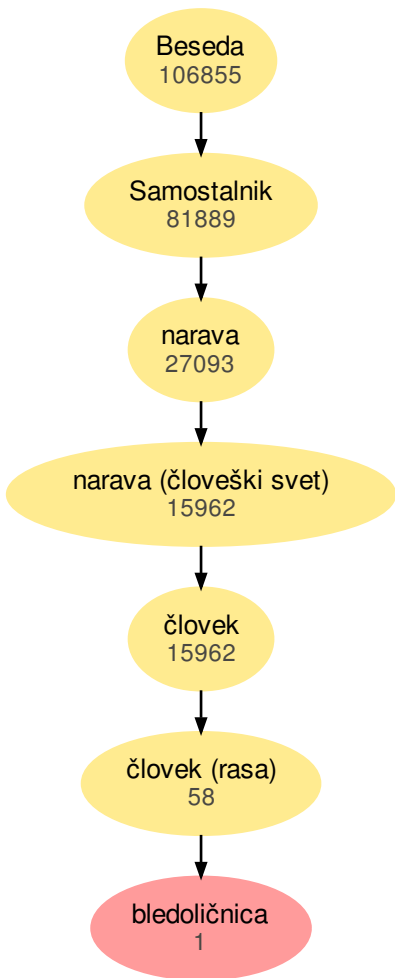 Beseda
106855
Samostalnik
81889
narava
27093
narava (človeški svet)
15962
človek
15962
človek (rasa)
58
bledoličnica
1